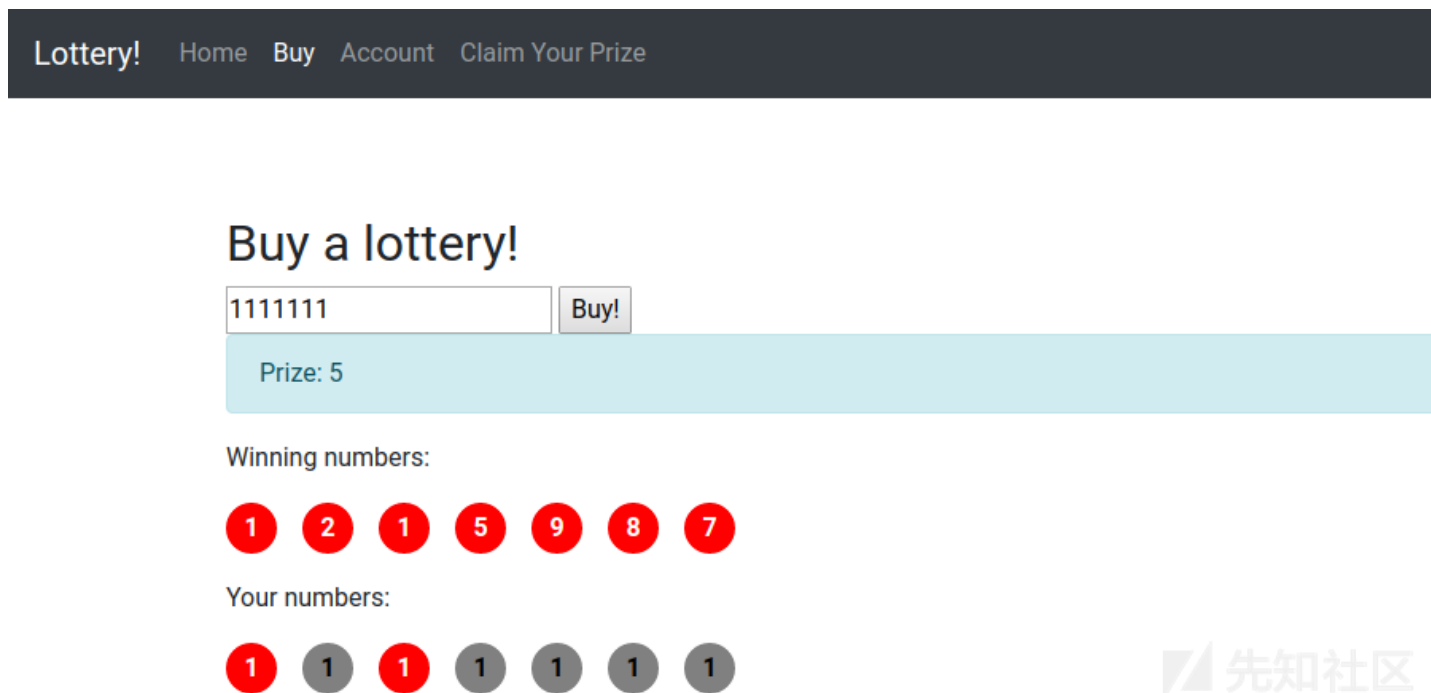 Lottery! Home Buy Account Claim Your Prize
Buy a lottery!
1111111 Buy!
Prize: 5
Winning numbers:
1 2 1 5 9 8 7
Your numbers:
1 1 1 1 1 1 1
先知社区